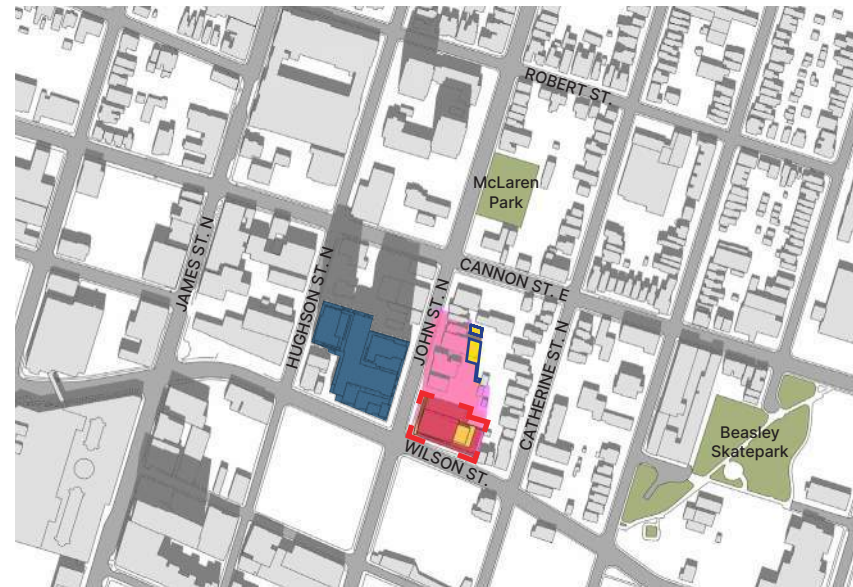 ROBERT ST.
McLaren
Park
JAMES ST. N
HUGHSON ST. N
JOHN ST. N
CANNON ST. E
CATHERINE ST. N
Beasley
Skatepark
WILSON ST.